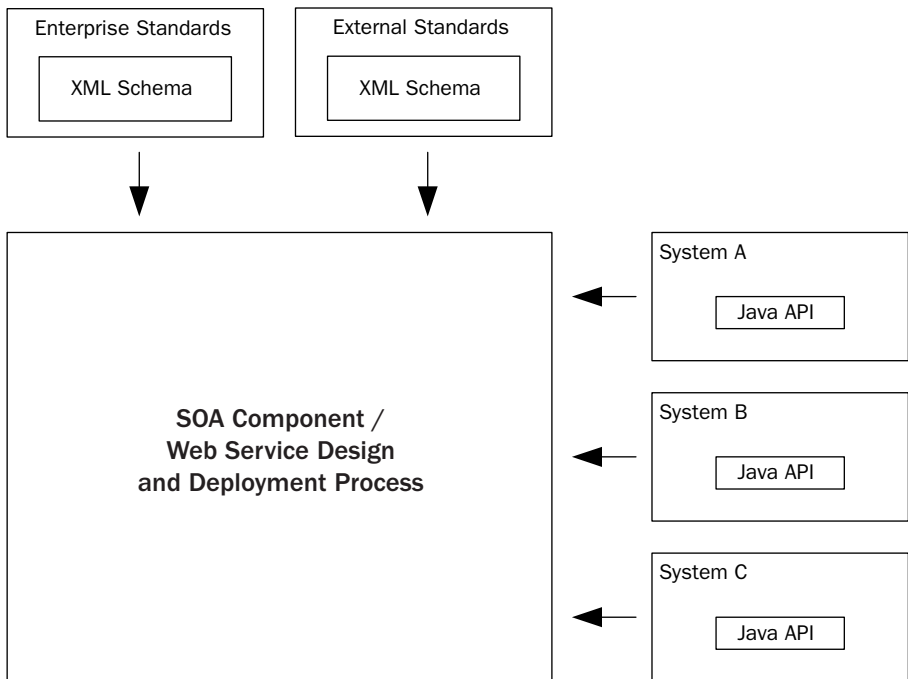 Enterprise Standards
XML Schema
External Standards
XML Schema
SOA Component /
Web Service Design
and Deployment Process
System A
Java API
System B
Java API
System C
Java API